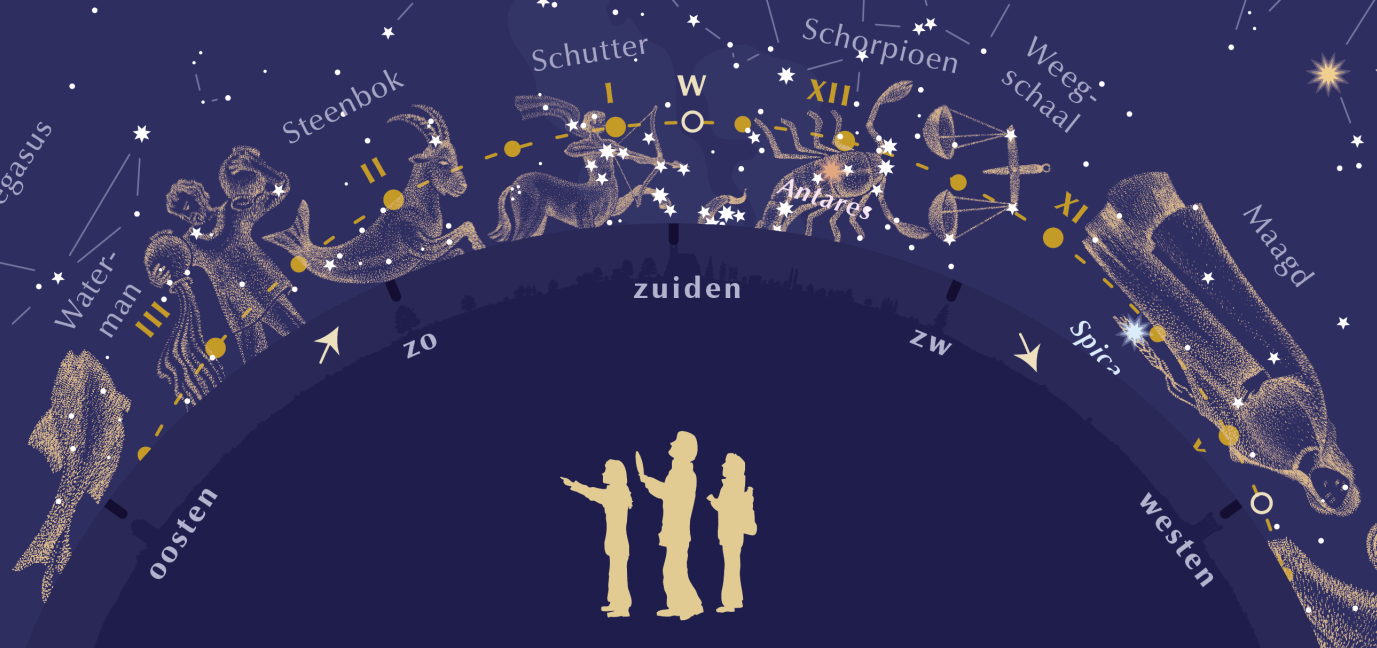 Schutter
Schorpioen
Weeg-
schaal
Steenbok
W
I
XII
II
XI
egasus
Antares
Maagd
Water-
man
III
zuiden
zo
zw
Spica
oosten
westen